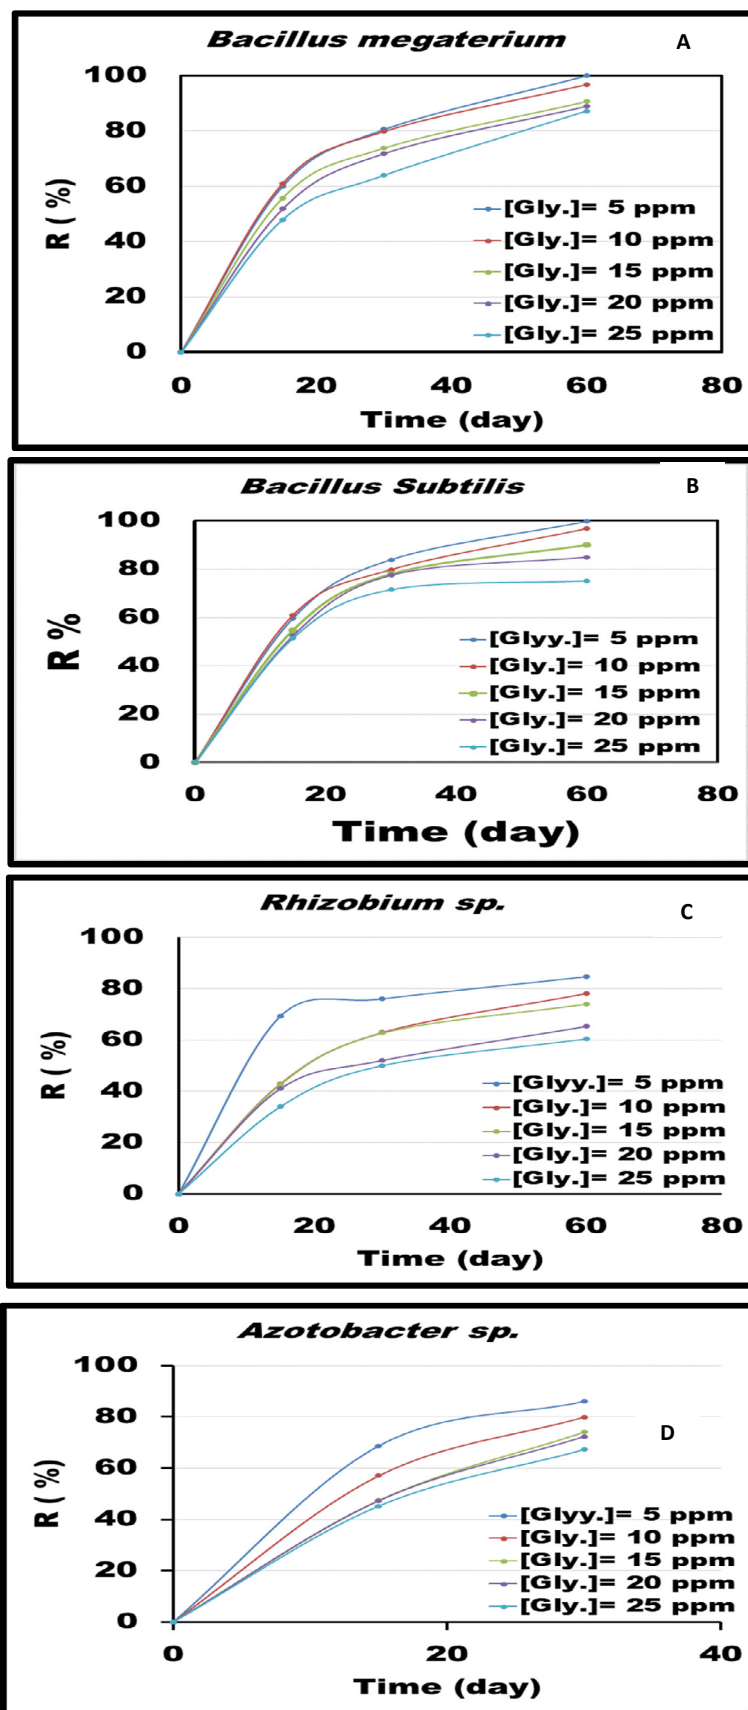 Bacillus megaterium
A
100
80
60
40
20
0
R ( %)
[Gly.]= 5 ppm
[Gly.]= 10 ppm
[Gly.]= 15 ppm
[Gly.]= 20 ppm
[Gly.]= 25 ppm
0 20 40 60 80
Time (day)
Bacillus Subtilis
B
100
80
60
40
20
0
R %
[Glyy.]= 5 ppm
[Gly.]= 10 ppm
[Gly.]= 15 ppm
[Gly.]= 20 ppm
[Gly.]= 25 ppm
0 20 40 60 80
Time (day)
Rhizobium sp.
C
100
80
60
40
20
0
R ( %)
[Glyy.]= 5 ppm
[Gly.]= 10 ppm
[Gly.]= 15 ppm
[Gly.]= 20 ppm
[Gly.]= 25 ppm
0 20 40 60 80
Time (day)
Azotobacter sp.
D
100
80
60
40
20
0
R ( %)
[Glyy.]= 5 ppm
[Gly.]= 10 ppm
[Gly.]= 15 ppm
[Gly.]= 20 ppm
[Gly.]= 25 ppm
0 20 40
Time (day)